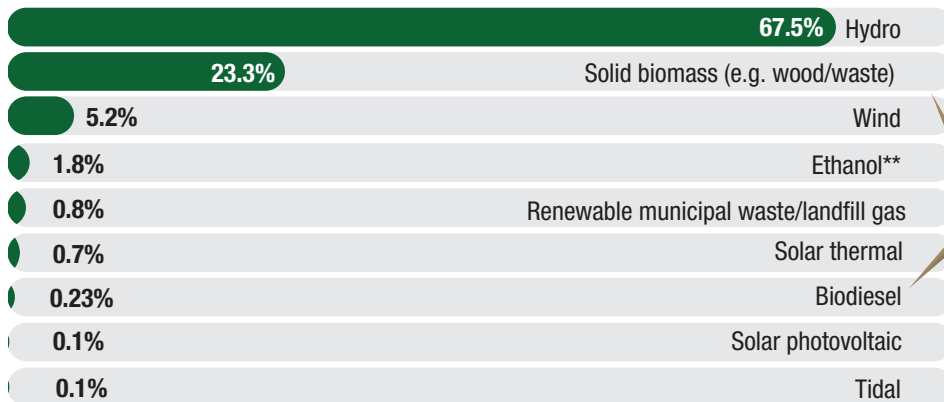 67.5% Hydro
23.3% Solid biomass (e.g. wood/waste)
5.2% Wind
1.8% Ethanol**
0.8% Renewable municipal waste/landfill gas
0.7% Solar thermal
0.23% Biodiesel
0.1% Solar photovoltaic
0.1% Tidal